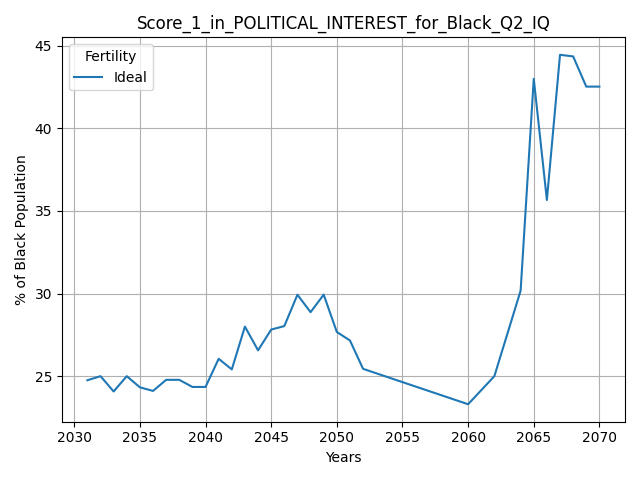 Score_1_in_POLITICAL_INTEREST_for_Black_Q2_IQ
Fertility
Ideal
% of Black Population
45
40
35
30
25
2030 2035 2040 2045 2050 2055 2060 2065 2070
Years